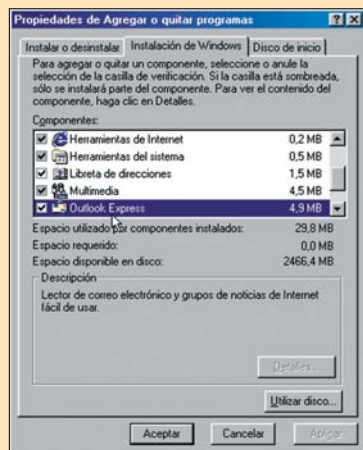 Propiedades de Agregar o quitar programas
Instalar o desinstalar Instalación de Windows Disco de inicio
Para agregar o quitar un componente, seleccione o anule la
selección de la casilla de verificación. Si la casilla está sombreada,
sólo se instalará parte del componente. Para ver el contenido del
componente, haga clic en Detalles.
Componentes:
Herramientas de Internet 0,2 MB
Herramientas del sistema 0,5 MB
Libreta de direcciones 1,5 MB
Multimedia 4,5 MB
Outlook Express 4,9 MB
Espacio utilizado por componentes instalados: 29,8 MB
Espacio requerido: 0,0 MB
Espacio disponible en disco: 2466,4 MB
Descripción
Lector de correo electrónico y grupos de noticias de Internet
fácil de usar.
Detalles...
Utilizar disco...
Aceptar Cancelar Aplicar